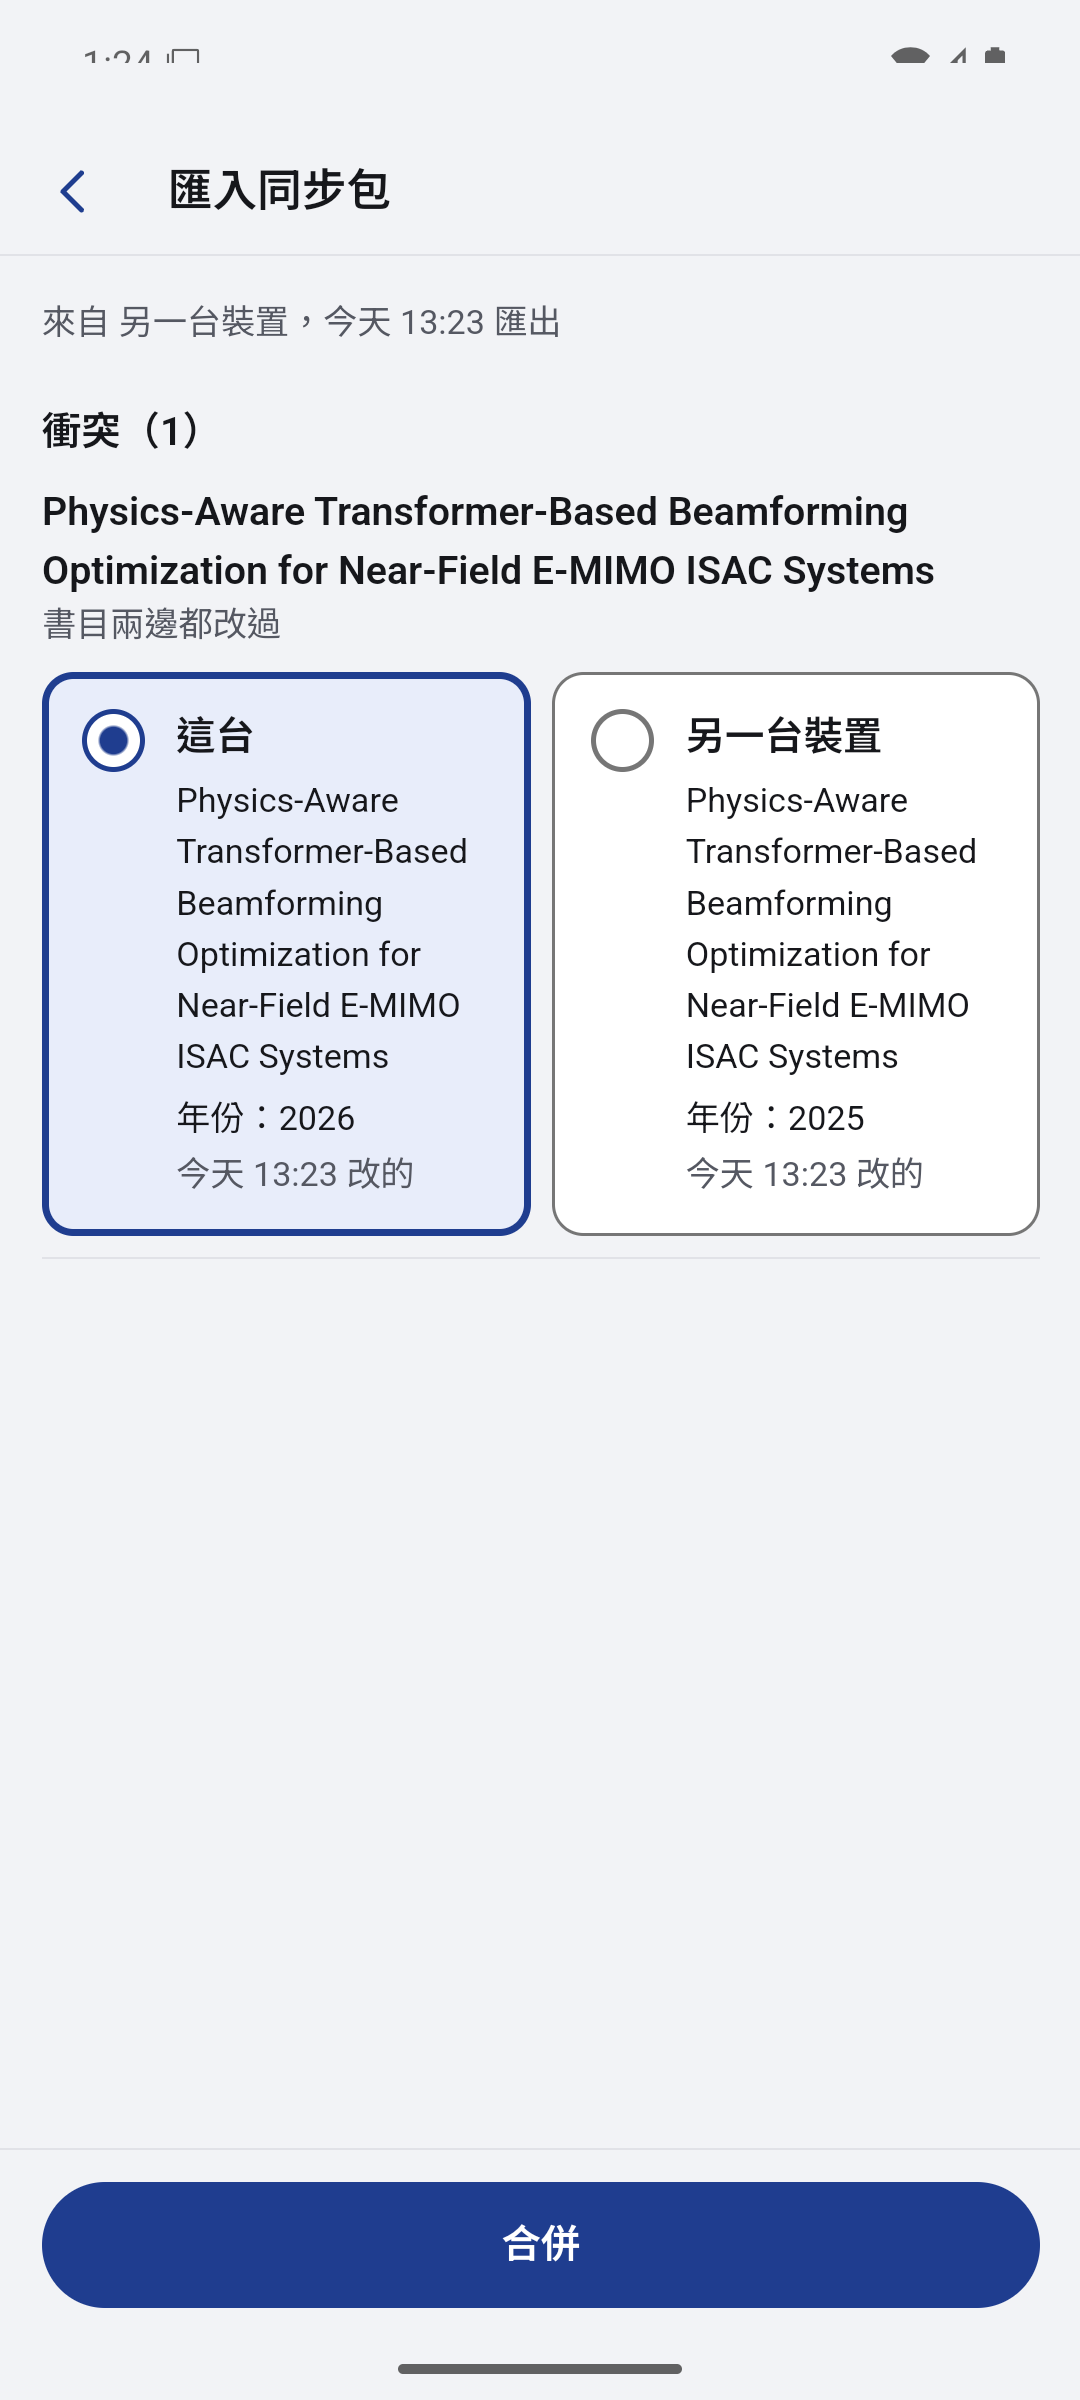 匯入同步包
來自 另一台裝置，今天 13:23 匯出
衝突（1）
Physics-Aware Transformer-Based Beamforming
Optimization for Near-Field E-MIMO ISAC Systems
書目兩邊都改過
這台
Physics-Aware
Transformer-Based
Beamforming
Optimization for
Near-Field E-MIMO
ISAC Systems
年份：2026
今天 13:23 改的
另一台裝置
Physics-Aware
Transformer-Based
Beamforming
Optimization for
Near-Field E-MIMO
ISAC Systems
年份：2025
今天 13:23 改的
合併